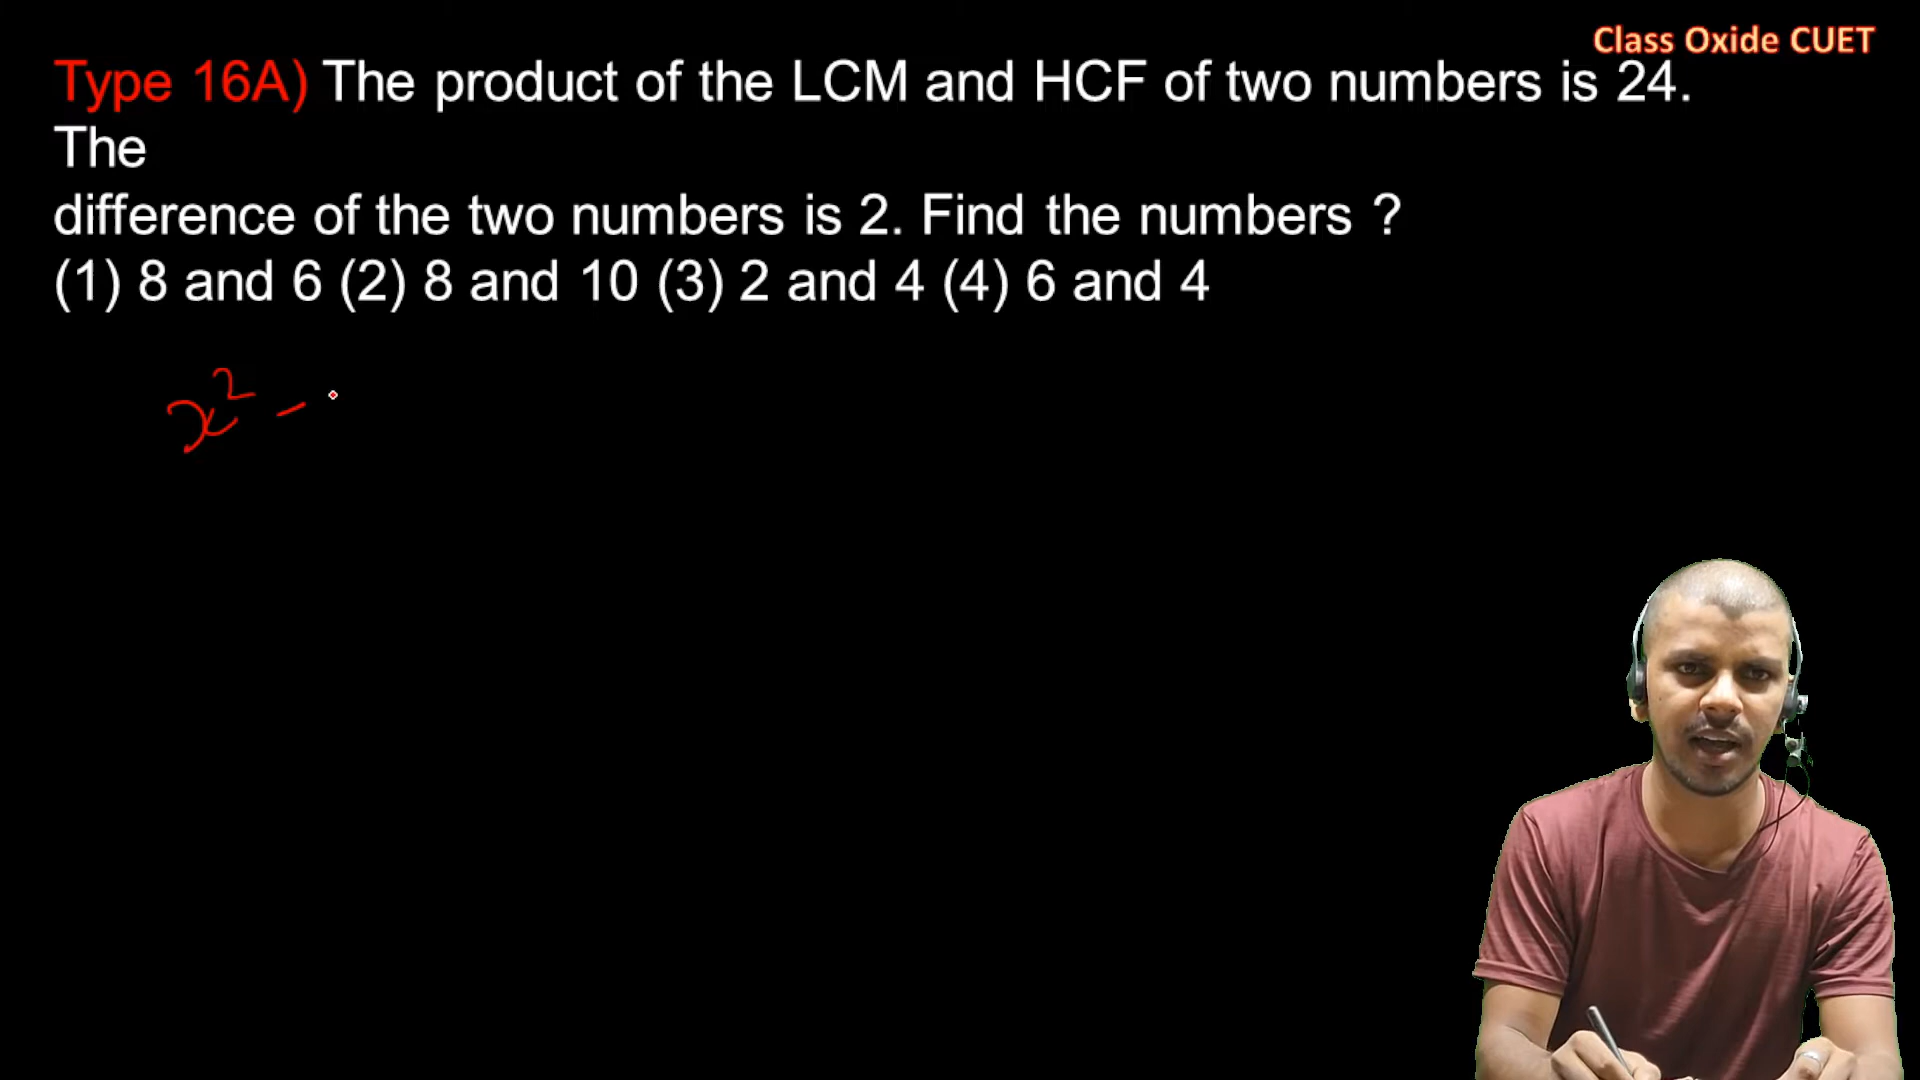 Class Oxide CUET
Type 16A) The product of the LCM and HCF of two numbers is 24.
The
difference of the two numbers is 2. Find the numbers ?
(1) 8 and 6 (2) 8 and 10 (3) 2 and 4 (4) 6 and 4
x² -